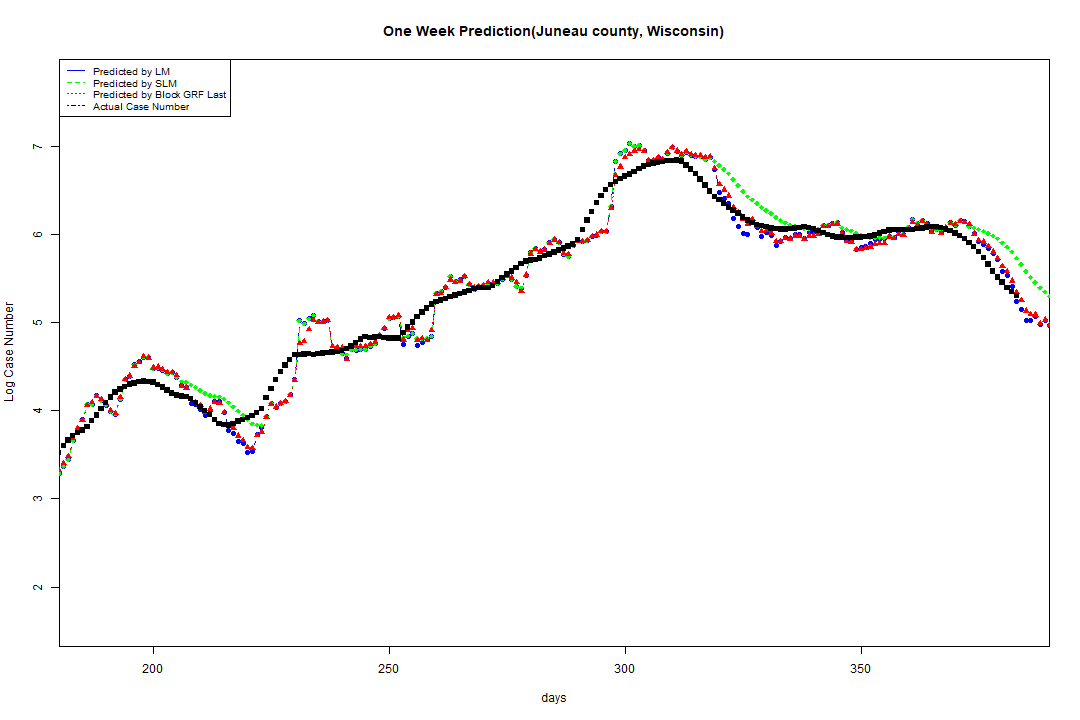 One Week Prediction(Juneau county, Wisconsin)
Predicted by LM
Predicted by SLM
Predicted by Block GRF Last
Actual Case Number
7
6
5
4
3
2
Log Case Number
200 250 300 350
days